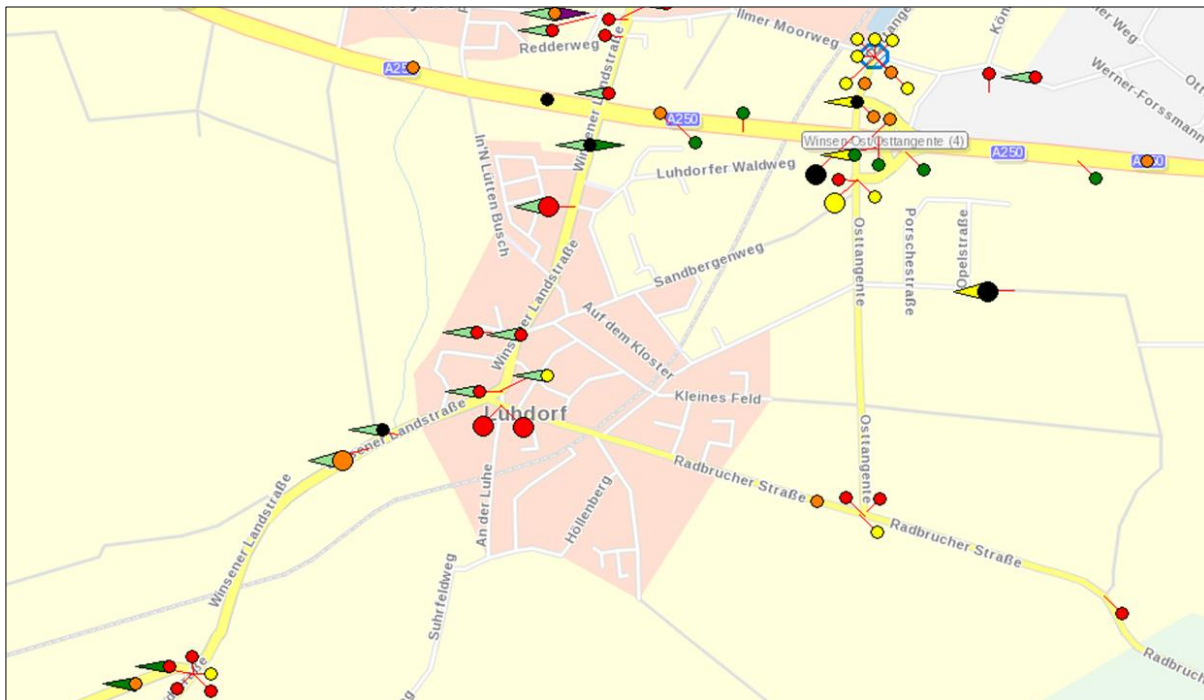 Ilmer Moorweg
Redderweg
Winsener Landstraße
Werner-Forssmann
A250
Winsen Ost/Osttangente (4)
A250
Luhdorfer Waldweg
In'N Lütten Busch
Sandbergenweg
Osttangente
Porschestraße
Opelstraße
Winsener Landstraße
Auf dem Kloster
Kleines Feld
Luhdorf
Osttangente
Radbrucher Straße
An der Luhe
Höllenberg
Winsener Landstraße
Radbrucher Straße
Suhrfeldweg
Radbruch